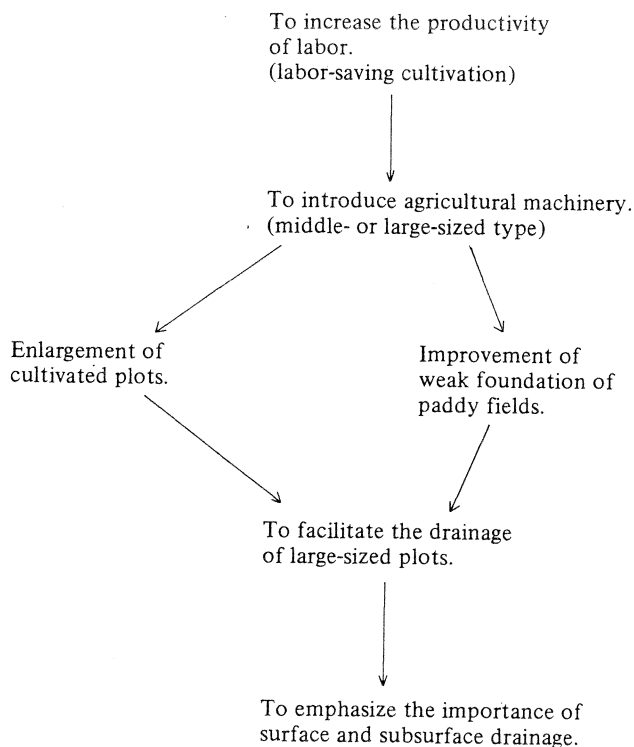 To increase the productivity
of labor.
(labor-saving cultivation)
To introduce agricultural machinery.
(middle- or large-sized type)
Enlargement of
cultivated plots.
Improvement of
weak foundation of
paddy fields.
To facilitate the drainage
of large-sized plots.
To emphasize the importance of
surface and subsurface drainage.